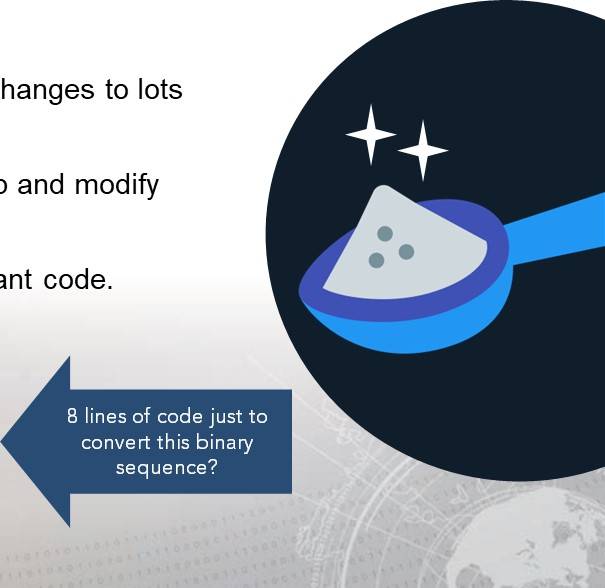 hanges to lots
and modify
ant code.
8 lines of code just to
convert this binary
sequence?